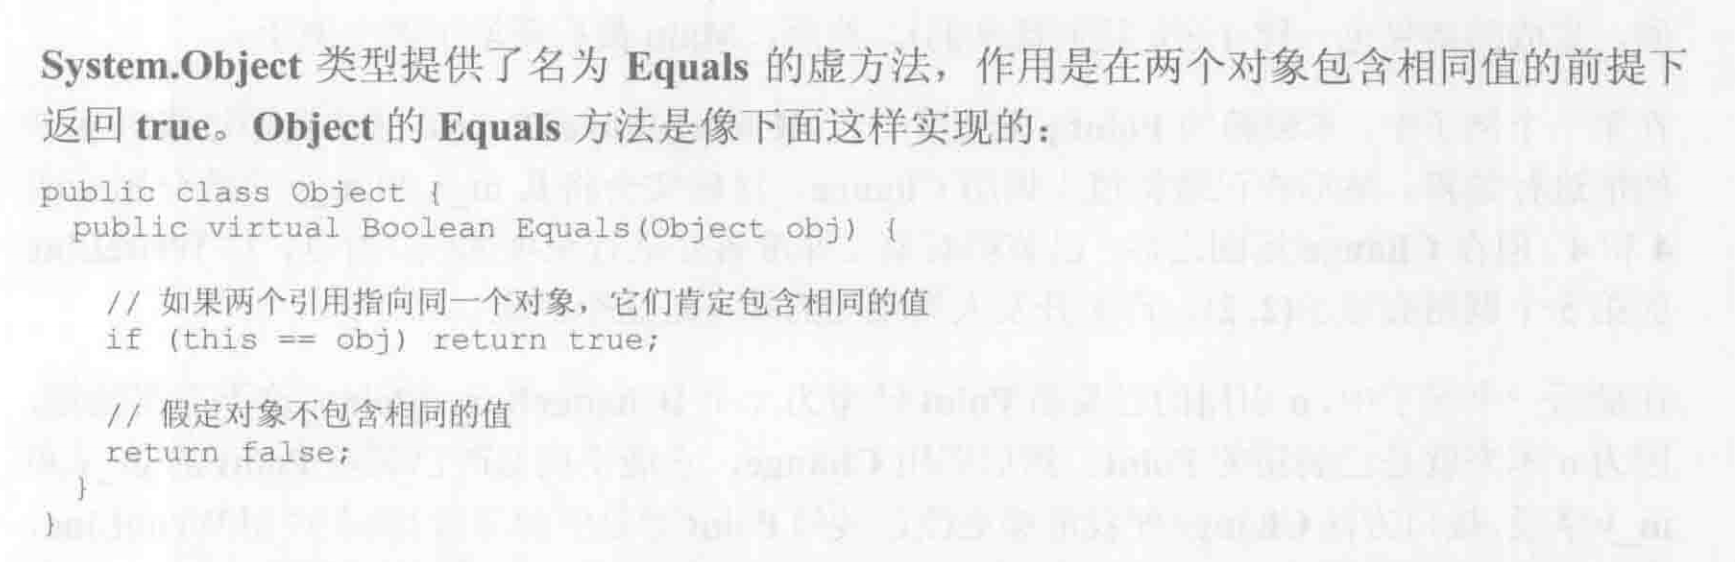 System.Object 类型提供了名为 Equals 的虚方法，作用是在两个对象包含相同值的前提下
返回 true。Object 的 Equals 方法是像下面这样实现的：
public class Object {
public virtual Boolean Equals(Object obj) {
// 如果两个引用指向同一个对象，它们肯定包含相同的值
if (this == obj) return true;
// 假定对象不包含相同的值
return false;
}
}